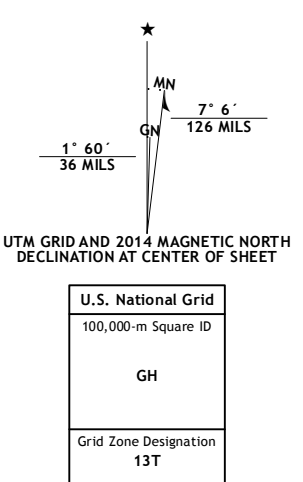 ★
MN
7° 6´
126 MILS
GN
1° 60´
36 MILS
UTM GRID AND 2014 MAGNETIC NORTH
DECLINATION AT CENTER OF SHEET
U.S. National Grid
100,000-m Square ID
GH
Grid Zone Designation
13T